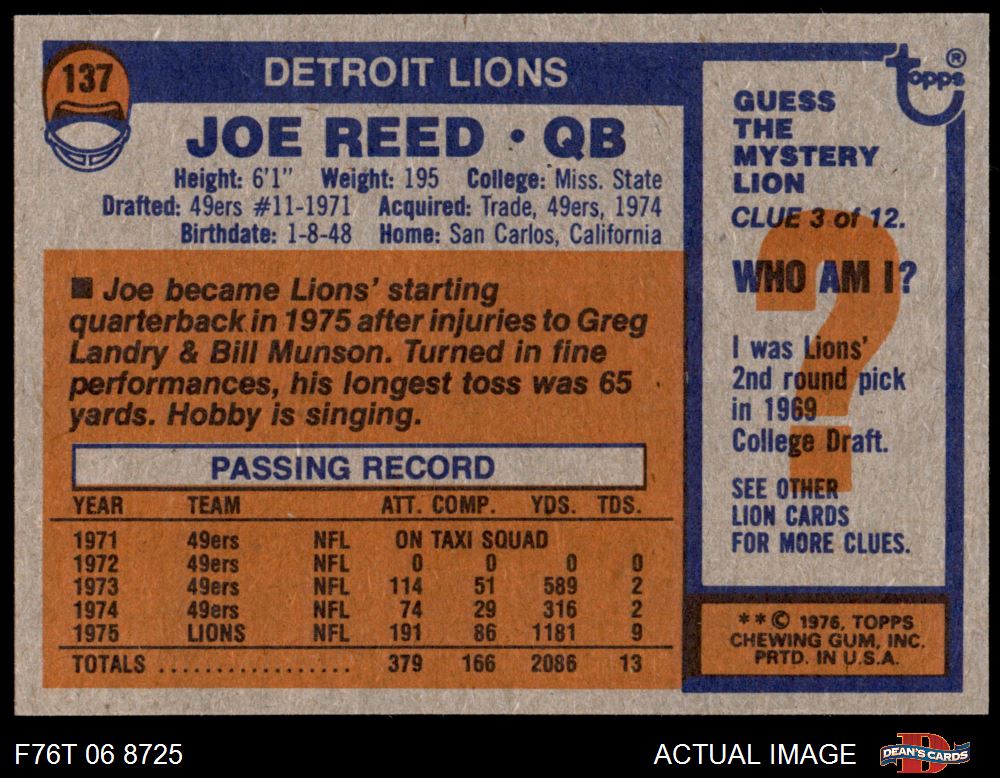 137
DETROIT LIONS
JOE REED • QB
Height: 6'1" Weight: 195 College: Miss. State
Drafted: 49ers #11-1971 Acquired: Trade, 49ers, 1974
Birthdate: 1-8-48 Home: San Carlos, California
■ Joe became Lions' starting
quarterback in 1975 after injuries to Greg
Landry & Bill Munson. Turned in fine
performances, his longest toss was 65
yards. Hobby is singing.
PASSING RECORD
YEAR TEAM ATT. COMP. YDS. TDS.
1971 49ers NFL ON TAXI SQUAD
1972 49ers NFL 0 0 0 0
1973 49ers NFL 114 51 589 2
1974 49ers NFL 74 29 316 2
1975 LIONS NFL 191 86 1181 9
TOTALS .................. 379 166 2086 13
topps®
GUESS
THE
MYSTERY
LION
CLUE 3 of 12.
?
WHO AM I?
I was Lions'
2nd round pick
in 1969
College Draft.
SEE OTHER
LION CARDS
FOR MORE CLUES.
**© 1976, TOPPS
CHEWING GUM, INC.
PRTD. IN U.S.A.
F76T 06 8725
ACTUAL IMAGE
D
DEAN'S CARDS